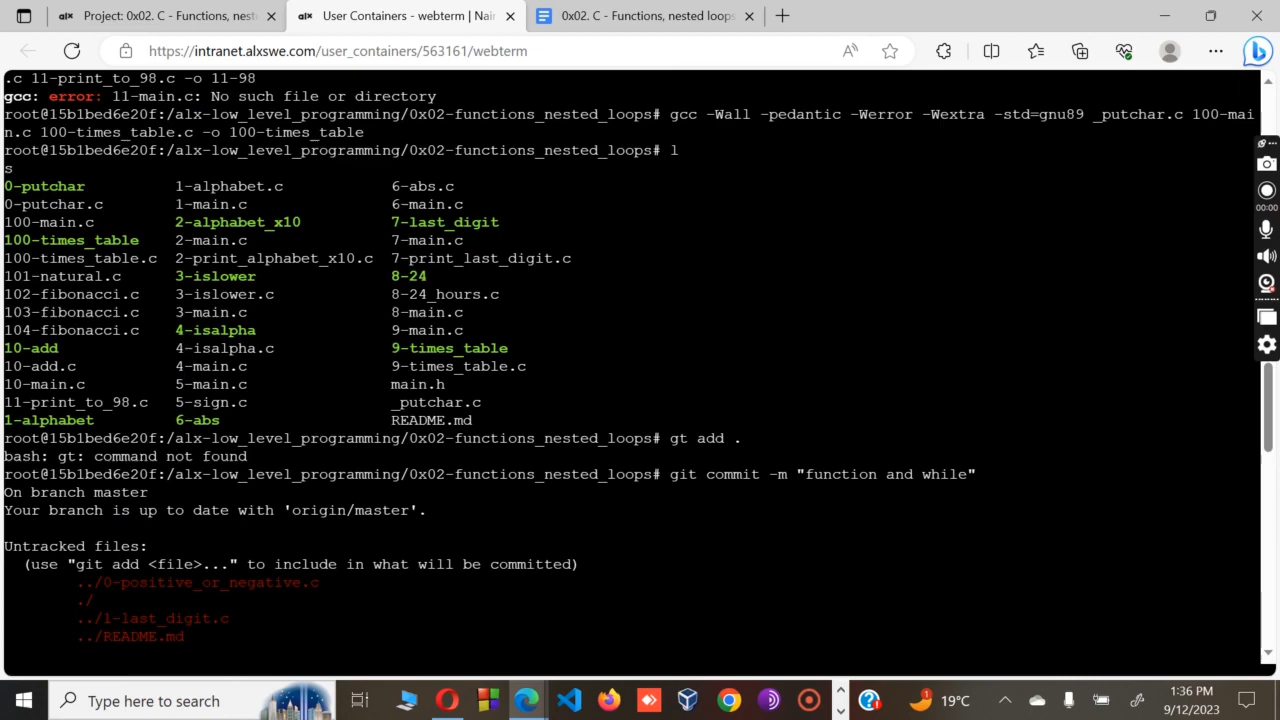 Project: 0x02. C - Functions, nest
User Containers - webterm | Nair
0x02. C - Functions, nested loops
https://intranet.alxswe.com/user_containers/563161/webterm
.c 11-print_to_98.c -o 11-98
gcc: error: 11-main.c: No such file or directory
root@15b1bed6e20f:/alx-low_level_programming/0x02-functions_nested_loops# gcc -Wall -pedantic -Werror -Wextra -std=gnu89 _putchar.c 100-mai
n.c 100-times_table.c -o 100-times_table
root@15b1bed6e20f:/alx-low_level_programming/0x02-functions_nested_loops# l
s
0-putchar 1-alphabet.c 6-abs.c
0-putchar.c 1-main.c 6-main.c
100-main.c 2-alphabet_x10 7-last_digit
100-times_table 2-main.c 7-main.c
100-times_table.c 2-print_alphabet_x10.c 7-print_last_digit.c
101-natural.c 3-islower 8-24
102-fibonacci.c 3-islower.c 8-24_hours.c
103-fibonacci.c 3-main.c 8-main.c
104-fibonacci.c 4-isalpha 9-main.c
10-add 4-isalpha.c 9-times_table
10-add.c 4-main.c 9-times_table.c
10-main.c 5-main.c main.h
11-print_to_98.c 5-sign.c _putchar.c
1-alphabet 6-abs README.md
root@15b1bed6e20f:/alx-low_level_programming/0x02-functions_nested_loops# gt add .
bash: gt: command not found
root@15b1bed6e20f:/alx-low_level_programming/0x02-functions_nested_loops# git commit -m "function and while"
On branch master
Your branch is up to date with 'origin/master'.
Untracked files:
(use "git add <file>..." to include in what will be committed)
../0-positive_or_negative.c
./
../1-last_digit.c
../README.md
00:00
Type here to search
19°C
1:36 PM
9/12/2023